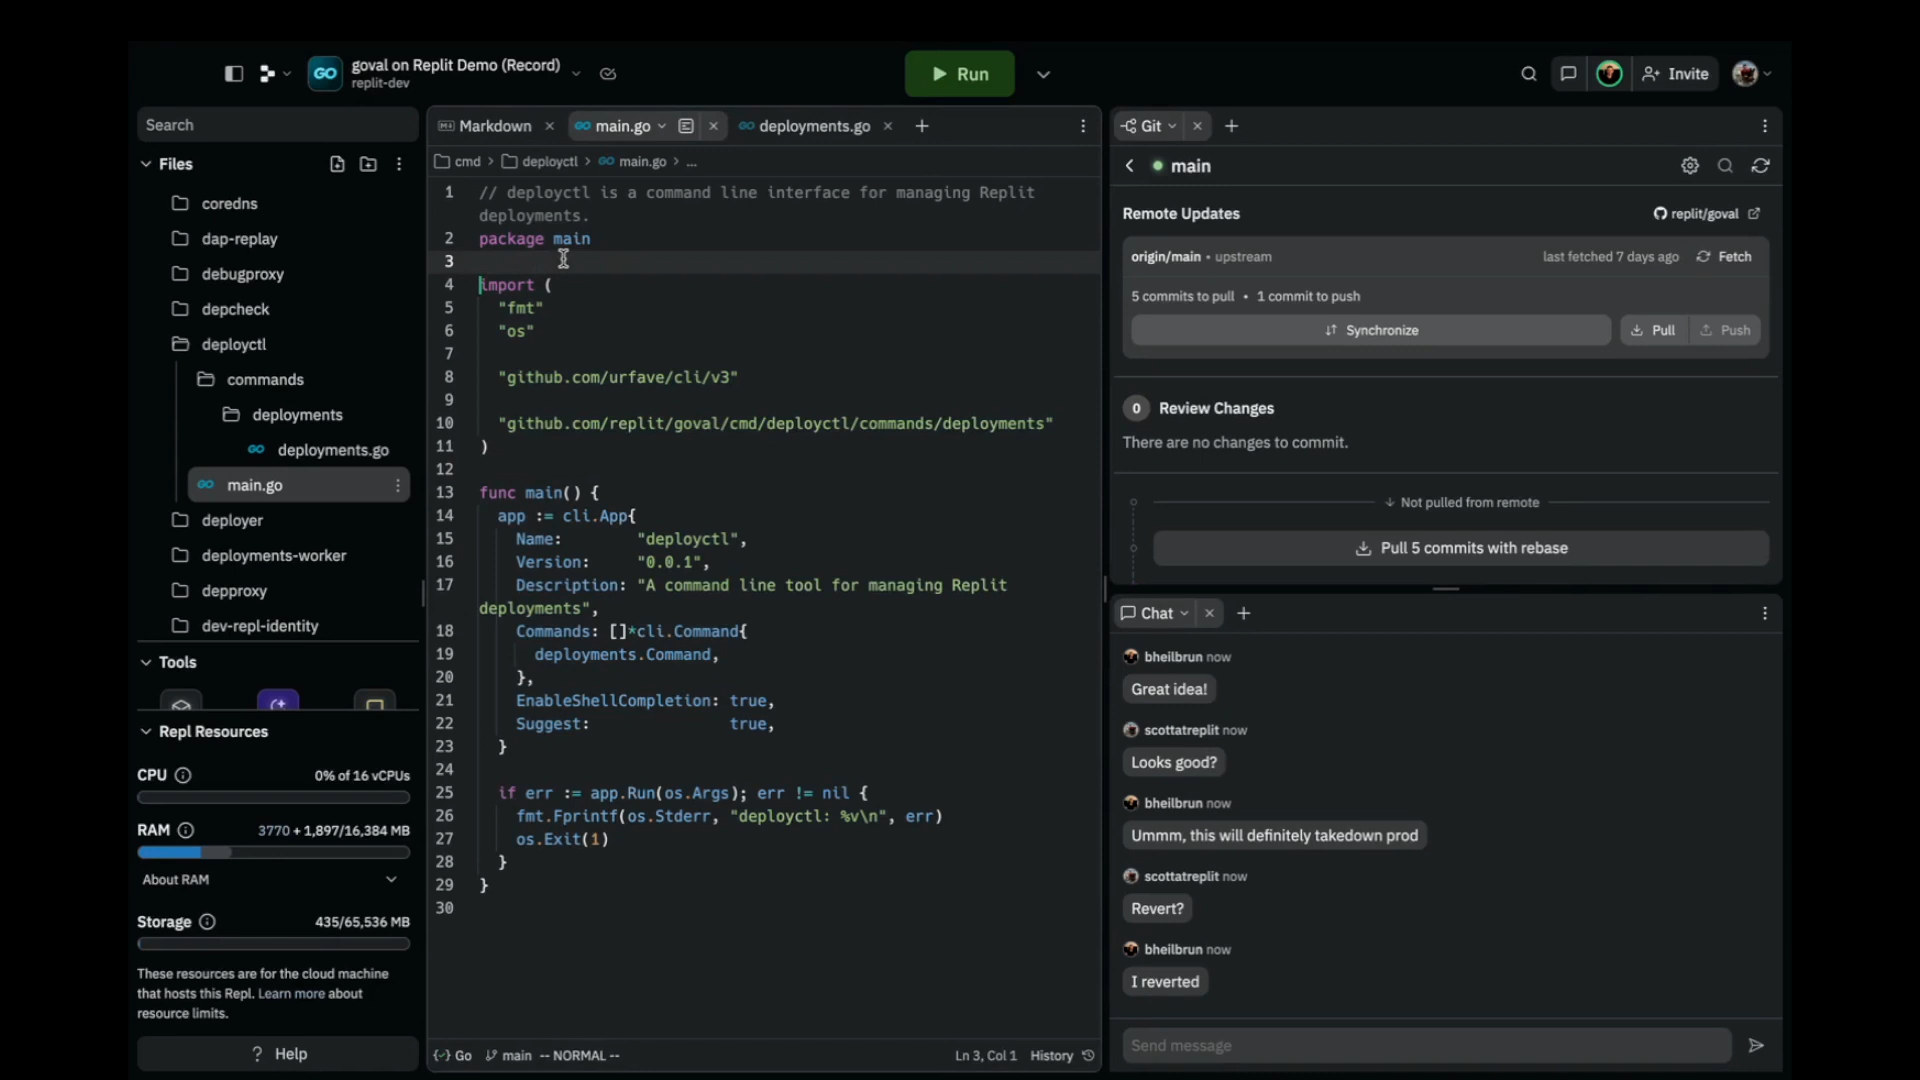 GO
goval on Replit Demo (Record)
replit-dev
Run
Invite
Search
Files
coredns
dap-replay
debugproxy
depcheck
deployctl
commands
deployments
deployments.go
main.go
deployer
deployments-worker
depproxy
dev-repl-identity
Tools
Repl Resources
CPU 0% of 16 vCPUs
RAM 3770 + 1,897/16,384 MB
About RAM
Storage 435/65,536 MB
These resources are for the cloud machine
that hosts this Repl. Learn more about
resource limits.
? Help
Markdown main.go deployments.go
cmd > deployctl > main.go > ...
1 // deployctl is a command line interface for managing Replit
deployments.
2 package main
3
4 import (
5 "fmt"
6 "os"
7
8 "github.com/urfave/cli/v3"
9
10 "github.com/replit/goval/cmd/deployctl/commands/deployments"
11 )
12
13 func main() {
14 app := cli.App{
15 Name: "deployctl",
16 Version: "0.0.1",
17 Description: "A command line tool for managing Replit
deployments",
18 Commands: []*cli.Command{
19 deployments.Command,
20 },
21 EnableShellCompletion: true,
22 Suggest: true,
23 }
24
25 if err := app.Run(os.Args); err != nil {
26 fmt.Fprintf(os.Stderr, "deployctl: %v\n", err)
27 os.Exit(1)
28 }
29 }
30
Go main -- NORMAL -- Ln 3, Col 1 History
Git
main
Remote Updates replit/goval
origin/main • upstream last fetched 7 days ago Fetch
5 commits to pull • 1 commit to push
Synchronize Pull Push
0 Review Changes
There are no changes to commit.
Not pulled from remote
Pull 5 commits with rebase
Chat
bheilbrun now
Great idea!
scottatreplit now
Looks good?
bheilbrun now
Ummm, this will definitely takedown prod
scottatreplit now
Revert?
bheilbrun now
I reverted
Send message